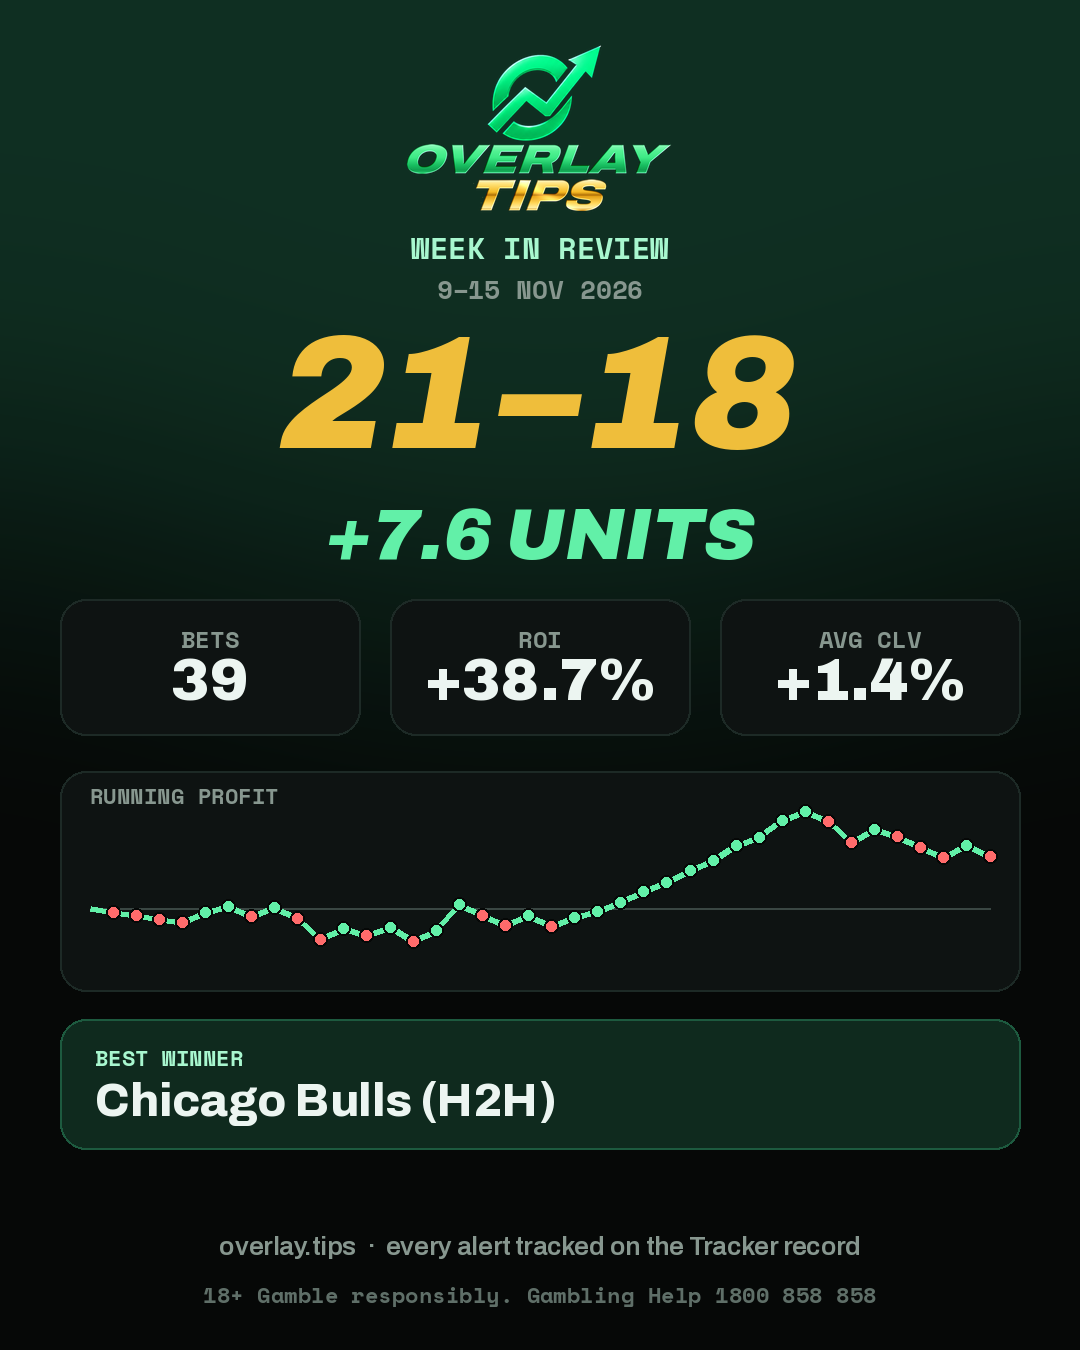 OVERLAY
TIPS
WEEK IN REVIEW
9–15 NOV 2026
21–18
+7.6 UNITS
BETS
39
ROI
+38.7%
AVG CLV
+1.4%
RUNNING PROFIT
BEST WINNER
Chicago Bulls (H2H)
overlay.tips · every alert tracked on the Tracker record
18+ Gamble responsibly. Gambling Help 1800 858 858